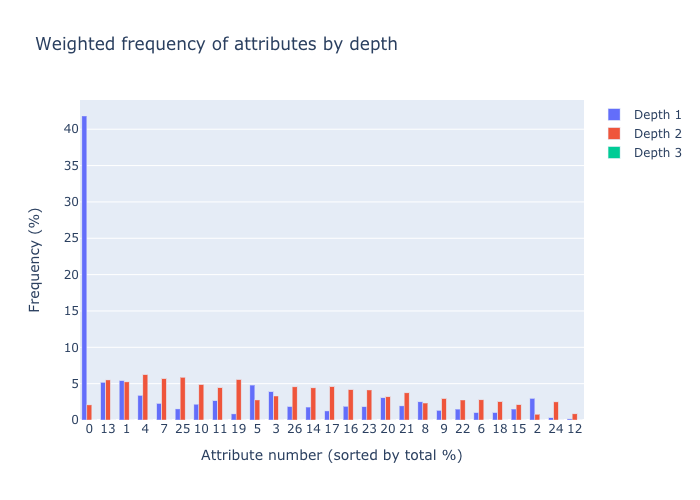 Weighted frequency of attributes by depth
Depth 1
Depth 2
Depth 3
Frequency (%)
40
35
30
25
20
15
10
5
0
0 13 1 4 7 25 10 11 19 5 3 26 14 17 16 23 20 21 8 9 22 6 18 15 2 24 12
Attribute number (sorted by total %)